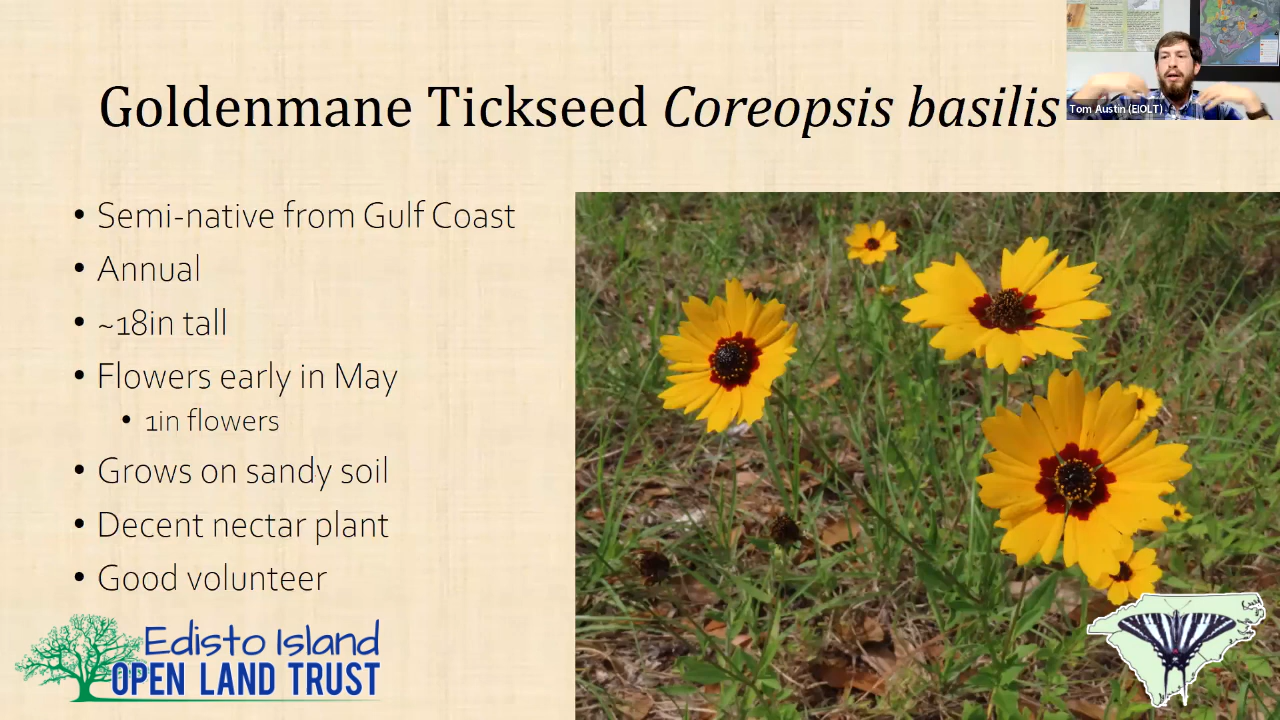 Goldenmane Tickseed Coreopsis basilis
Tom Austin (EIOLT)
• Semi-native from Gulf Coast
• Annual
• ~18in tall
• Flowers early in May
• 1in flowers
• Grows on sandy soil
• Decent nectar plant
• Good volunteer
Edisto Island
OPEN LAND TRUST